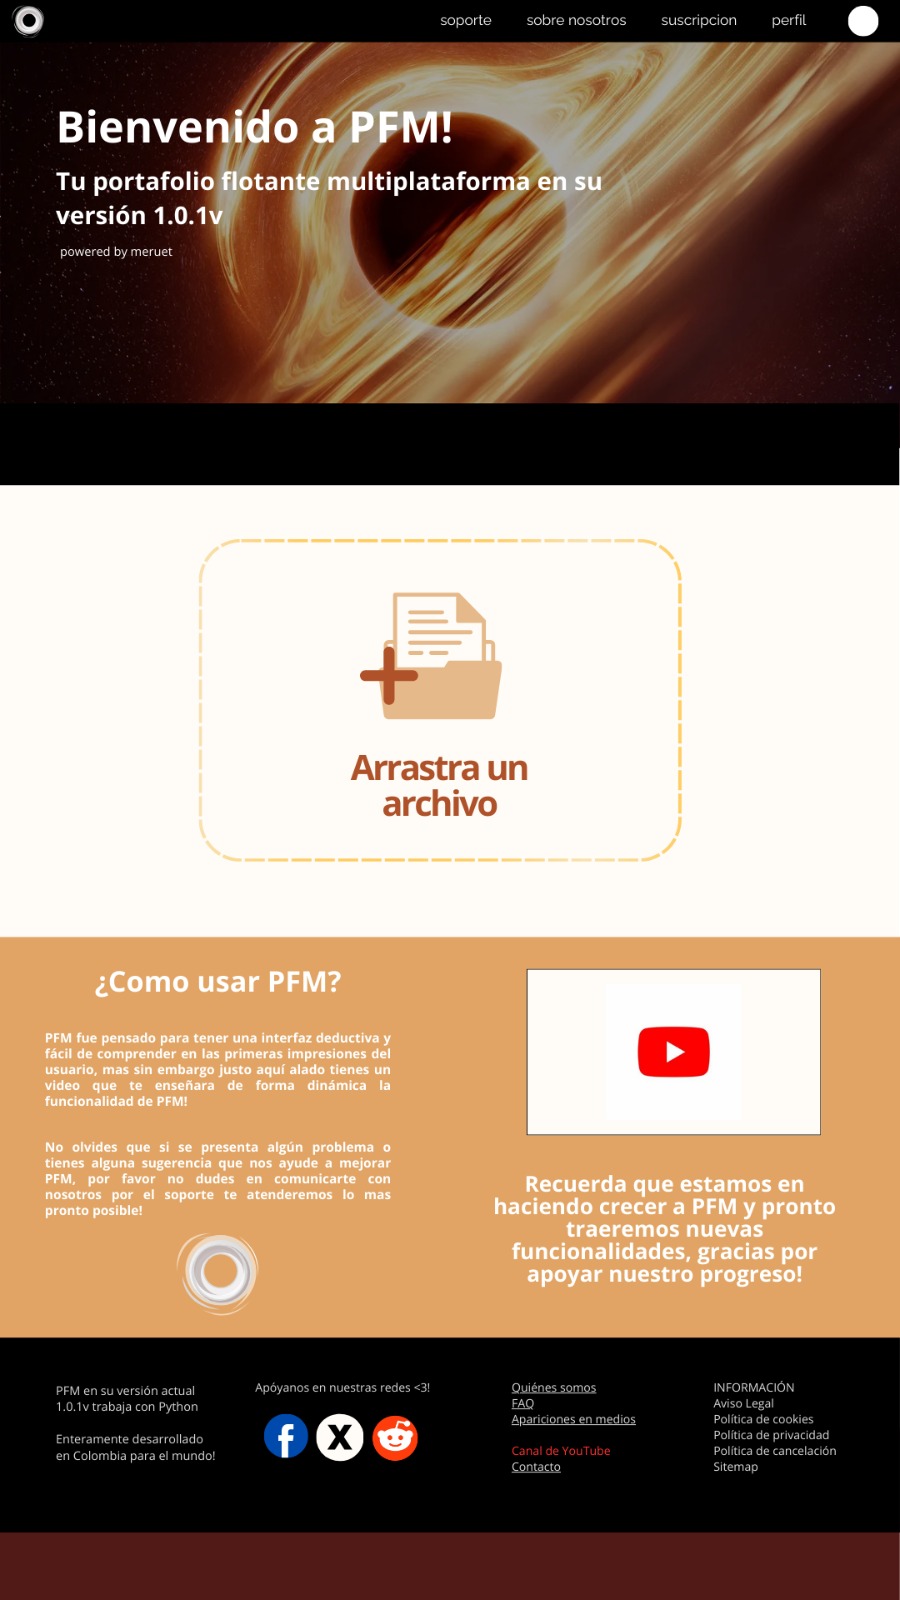 soporte sobre nosotros suscripcion perfil
Bienvenido a PFM!
Tu portafolio flotante multiplataforma en su
versión 1.0.1v
powered by meruet
Arrastra un
archivo
¿Como usar PFM?
PFM fue pensado para tener una interfaz deductiva y
fácil de comprender en las primeras impresiones del
usuario, mas sin embargo justo aquí alado tienes un
video que te enseñara de forma dinámica la
funcionalidad de PFM!
No olvides que si se presenta algún problema o
tienes alguna sugerencia que nos ayude a mejorar
PFM, por favor no dudes en comunicarte con
nosotros por el soporte te atenderemos lo mas
pronto posible!
Recuerda que estamos en
haciendo crecer a PFM y pronto
traeremos nuevas
funcionalidades, gracias por
apoyar nuestro progreso!
PFM en su versión actual
1.0.1v trabaja con Python
Enteramente desarrollado
en Colombia para el mundo!
Apóyanos en nuestras redes <3!
Quiénes somos
FAQ
Apariciones en medios
Canal de YouTube
Contacto
INFORMACIÓN
Aviso Legal
Política de cookies
Política de privacidad
Política de cancelación
Sitemap